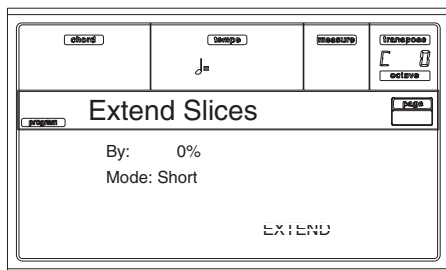 chord tempo measure transpose
♩= C 0
octave
Extend Slices page
program
By: 0%
Mode: Short
EXTEND